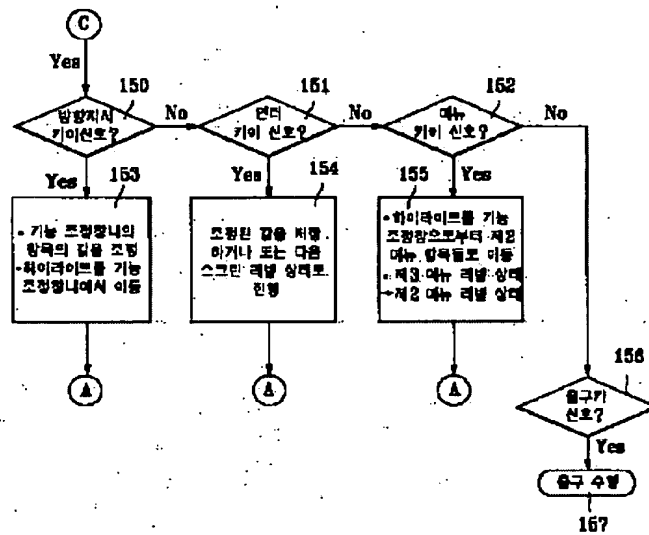 C
Yes
150
방향지시
키이신호?
No
151
엔터
키이 신호?
No
152
메뉴
키이 신호?
No
Yes
153
• 기능 조정창내의
항목의 값을 조정
•하이라이트를 기능
조정창내에서 이동
Yes
154
조정된 값을 저장
하거나 또는 다음
스크린 레벨 상태로
진행
Yes
155
•하이라이트를 기능
조정창으로부터 제2
메뉴 항목들로 이동
•제3 메뉴 레벨 상태
→제2 메뉴 레벨 상태
A
A
A
156
출구키
신호?
Yes
출구 수행
157